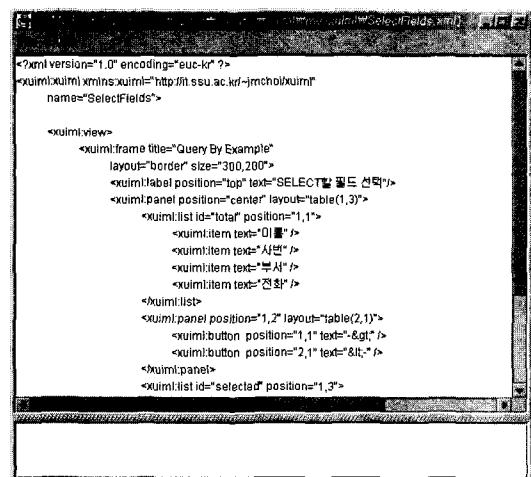 SelectFields.xml)
<?xml version="1.0" encoding="euc-kr" ?>
<xuiml:xuiml xmlns:xuiml="http://it.ssu.ac.kr/~jmchoi/xuiml"
name="SelectFields">
<xuiml:view>
<xuiml:frame title="Query By Example"
layout="border" size="300,200">
<xuiml:label position="top" text="SELECT할 필드 선택"/>
<xuiml:panel position="center" layout="table(1,3)">
<xuiml:list id="total" position="1,1">
<xuiml:item text="이름" />
<xuiml:item text="사번" />
<xuiml:item text="부서" />
<xuiml:item text="전화" />
</xuiml:list>
<xuiml:panel position="1,2" layout="table(2,1)">
<xuiml:button position="1,1" text="-&gt;" />
<xuiml:button position="2,1" text="&lt;-" />
</xuiml:panel>
<xuiml:list id="selected" position="1,3">